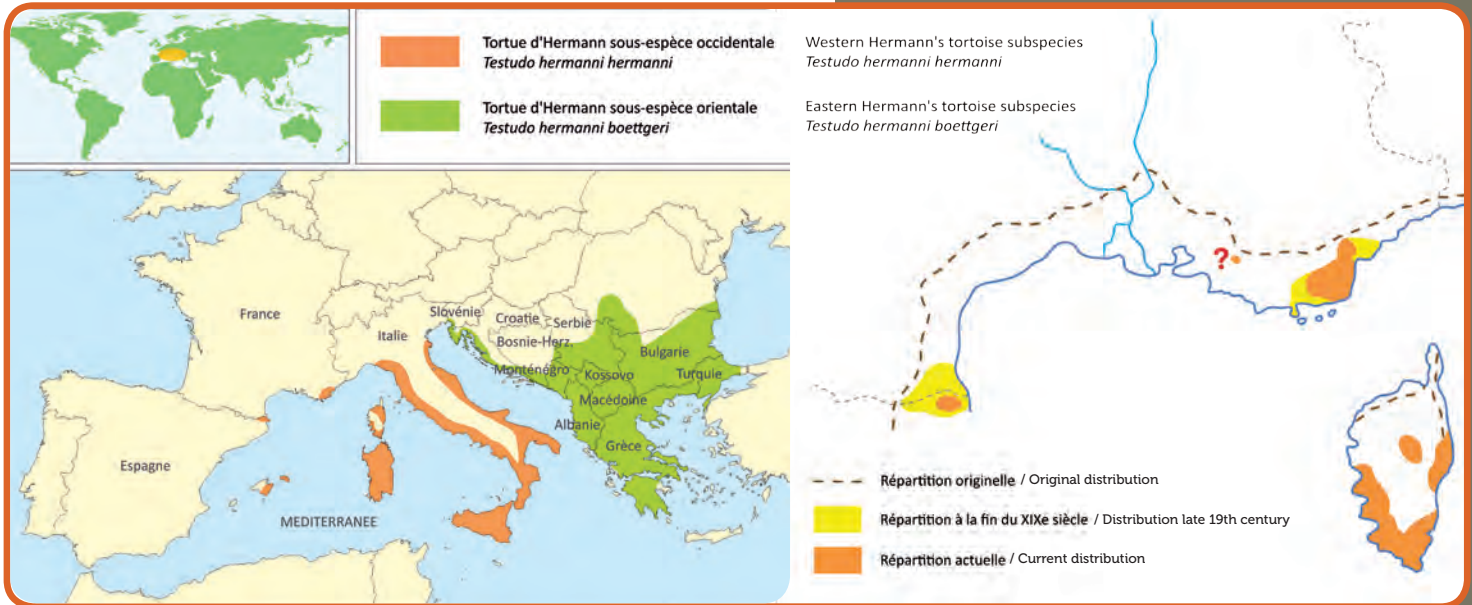 Tortue d'Hermann sous-espèce occidentale
Testudo hermanni hermanni
Tortue d'Hermann sous-espèce orientale
Testudo hermanni boettgeri
Western Hermann's tortoise subspecies
Testudo hermanni hermanni
Eastern Hermann's tortoise subspecies
Testudo hermanni boettgeri
France
Slovénie
Croatie
Serbie
Italie
Bosnie-Herz.
Bulgarie
Monténégro
Kossovo
Turquie
Macédoine
Albanie
Grèce
Espagne
MEDITERRANEE
?
Répartition originelle / Original distribution
Répartition à la fin du XIXe siècle / Distribution late 19th century
Répartition actuelle / Current distribution